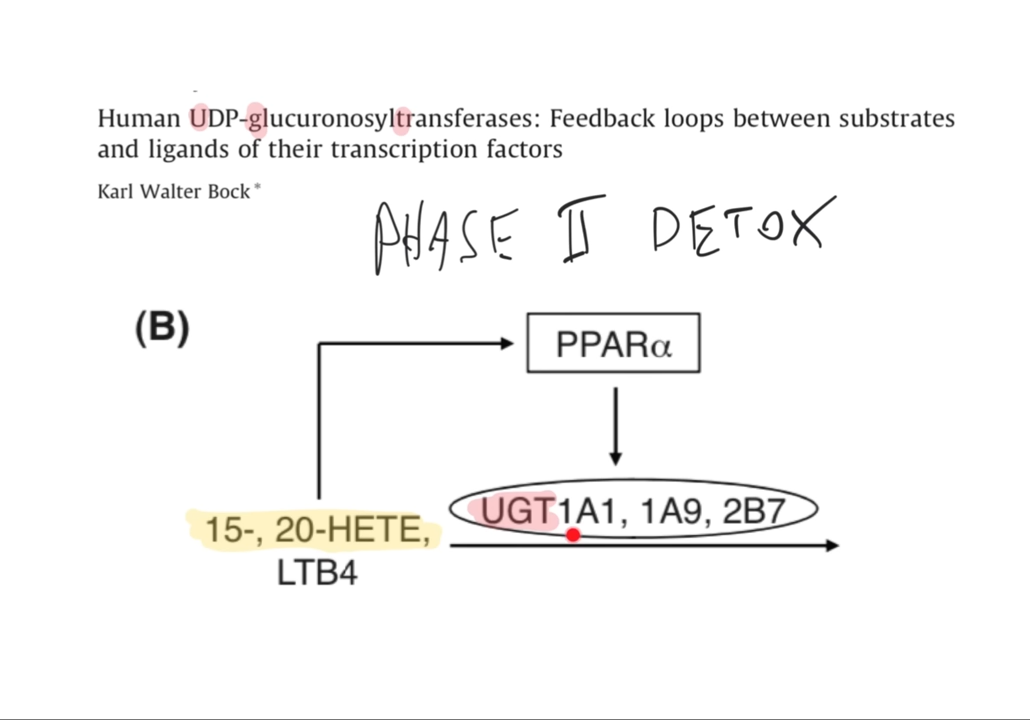 Human UDP-glucuronosyltransferases: Feedback loops between substrates
and ligands of their transcription factors
Karl Walter Bock*
PHASE II DETOX
(B)
PPARα
UGT1A1, 1A9, 2B7
15-, 20-HETE,
LTB4